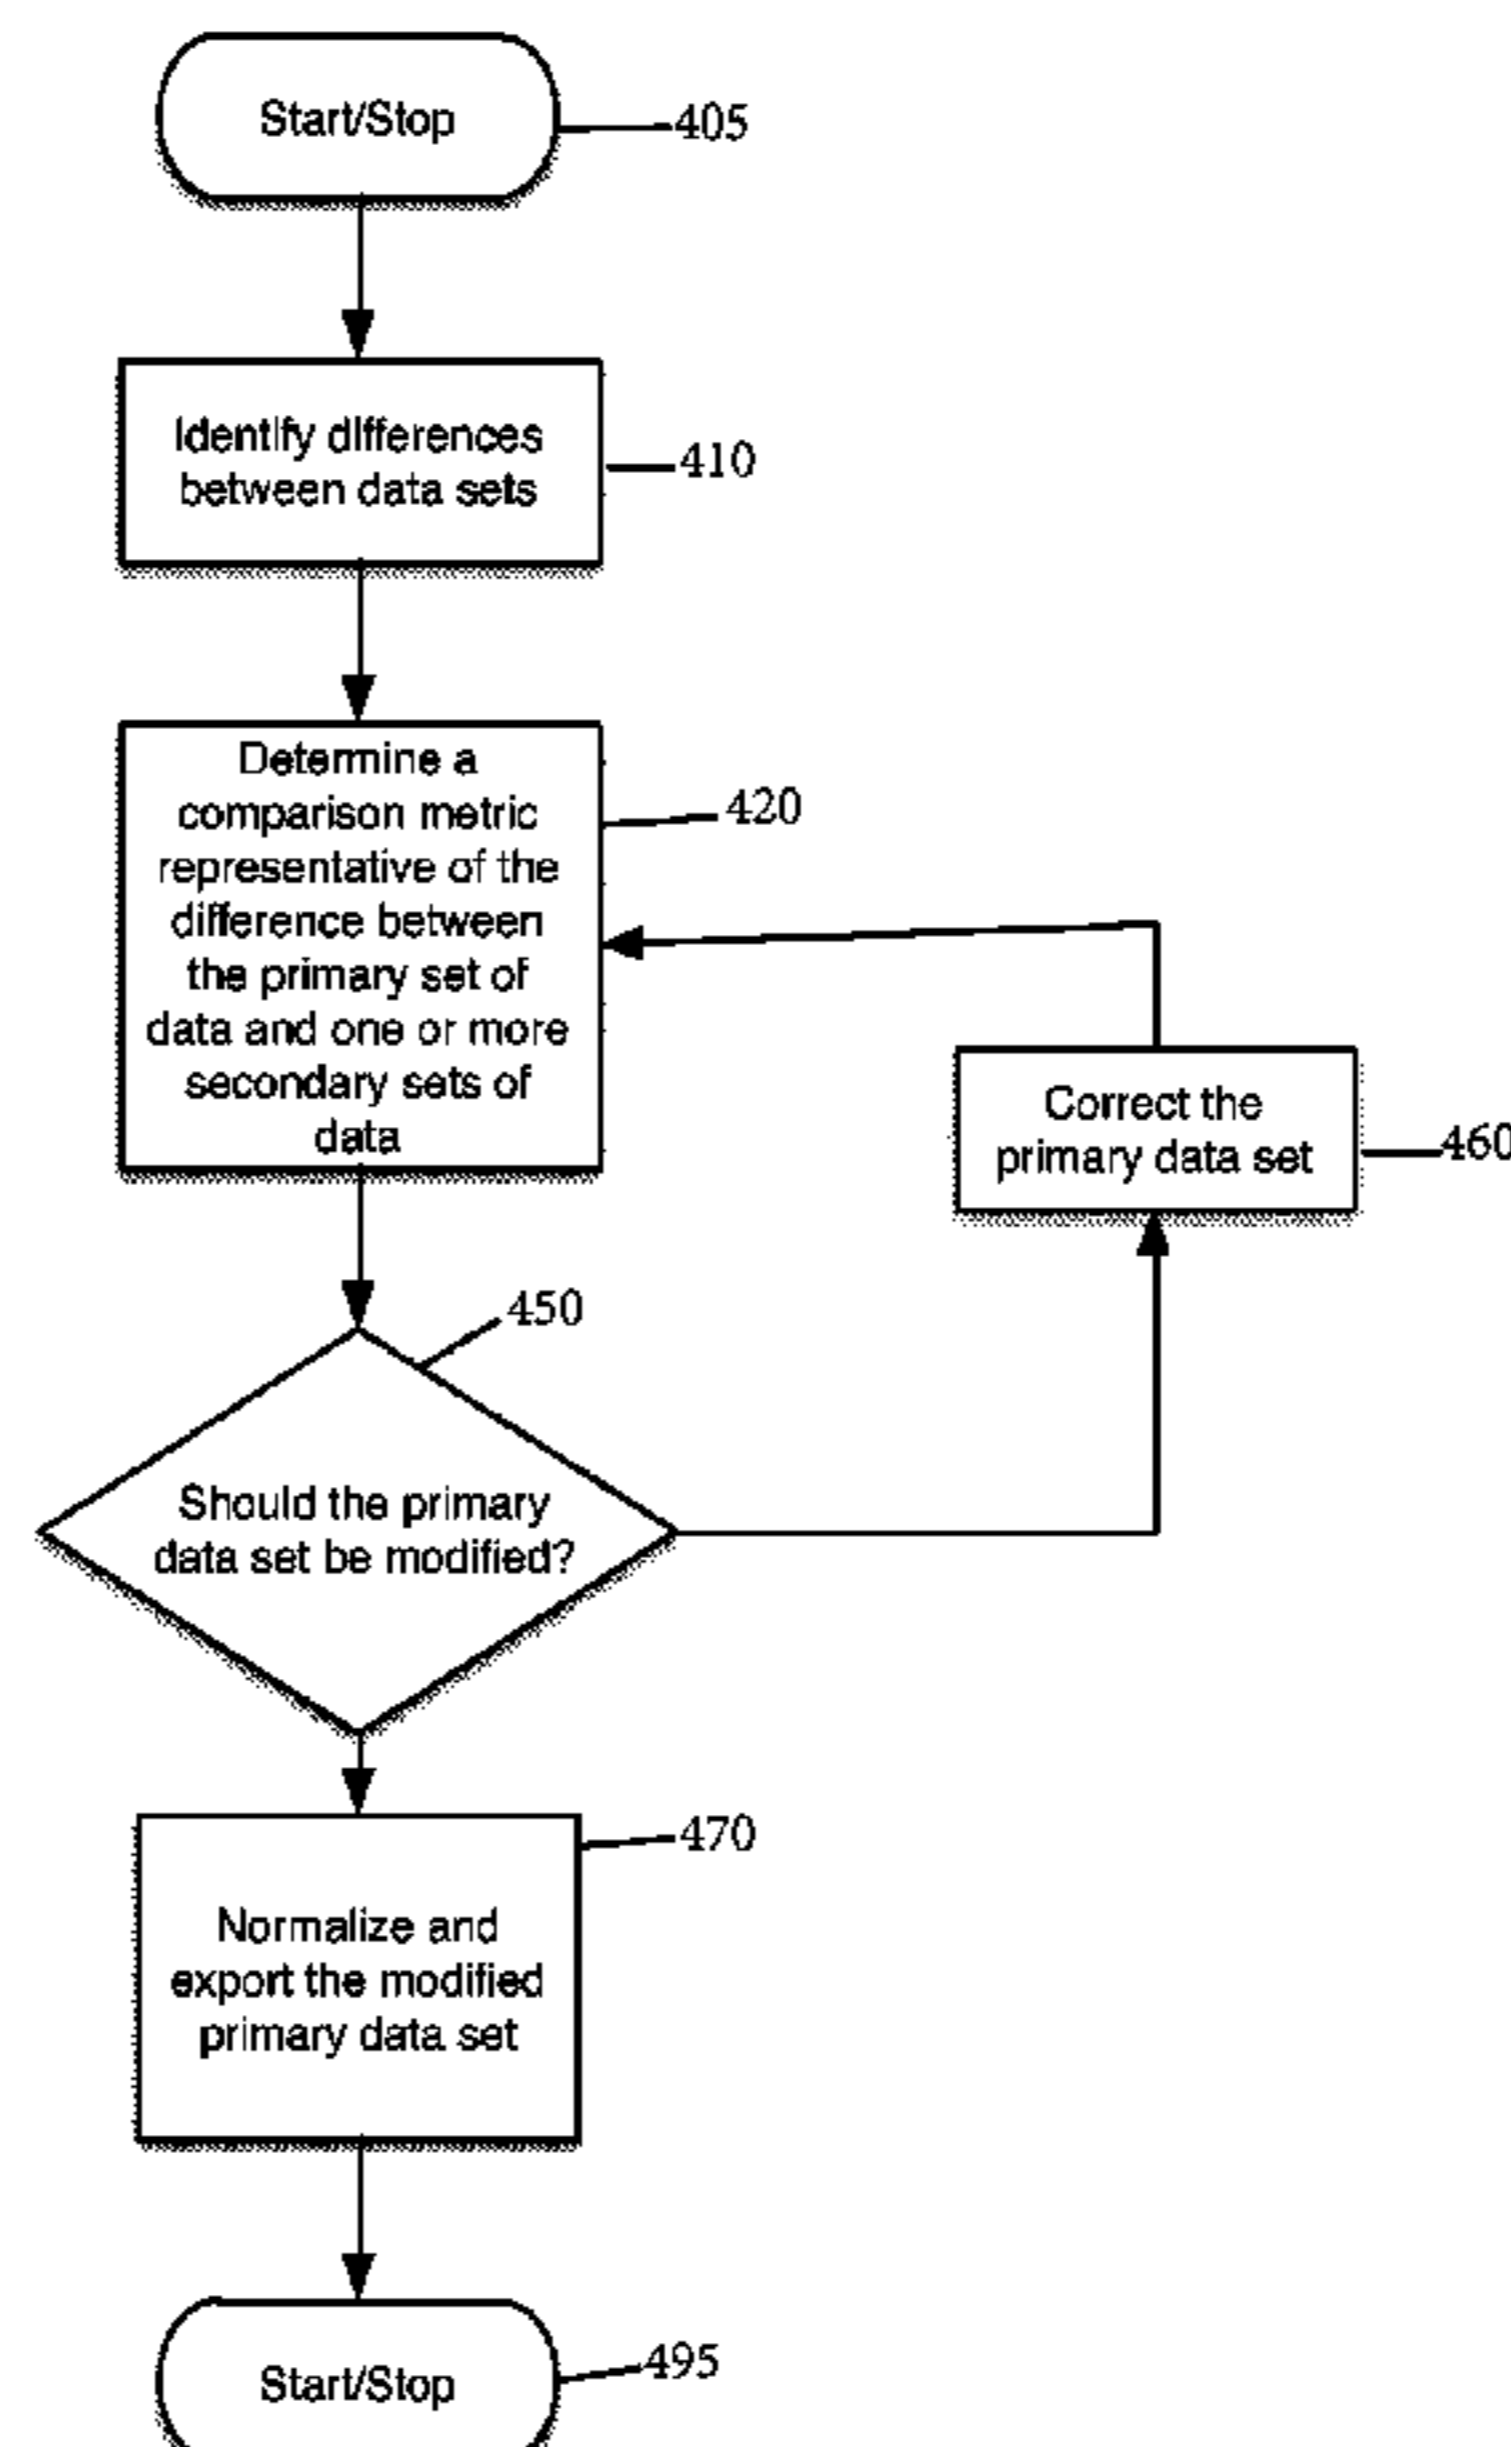 Start/Stop
405
Identify differences
between data sets
410
Determine a
comparison metric
representative of the
difference between
the primary set of
data and one or more
secondary sets of
data
420
Correct the
primary data set
460
450
Should the primary
data set be modified?
470
Normalize and
export the modified
primary data set
Start/Stop
495